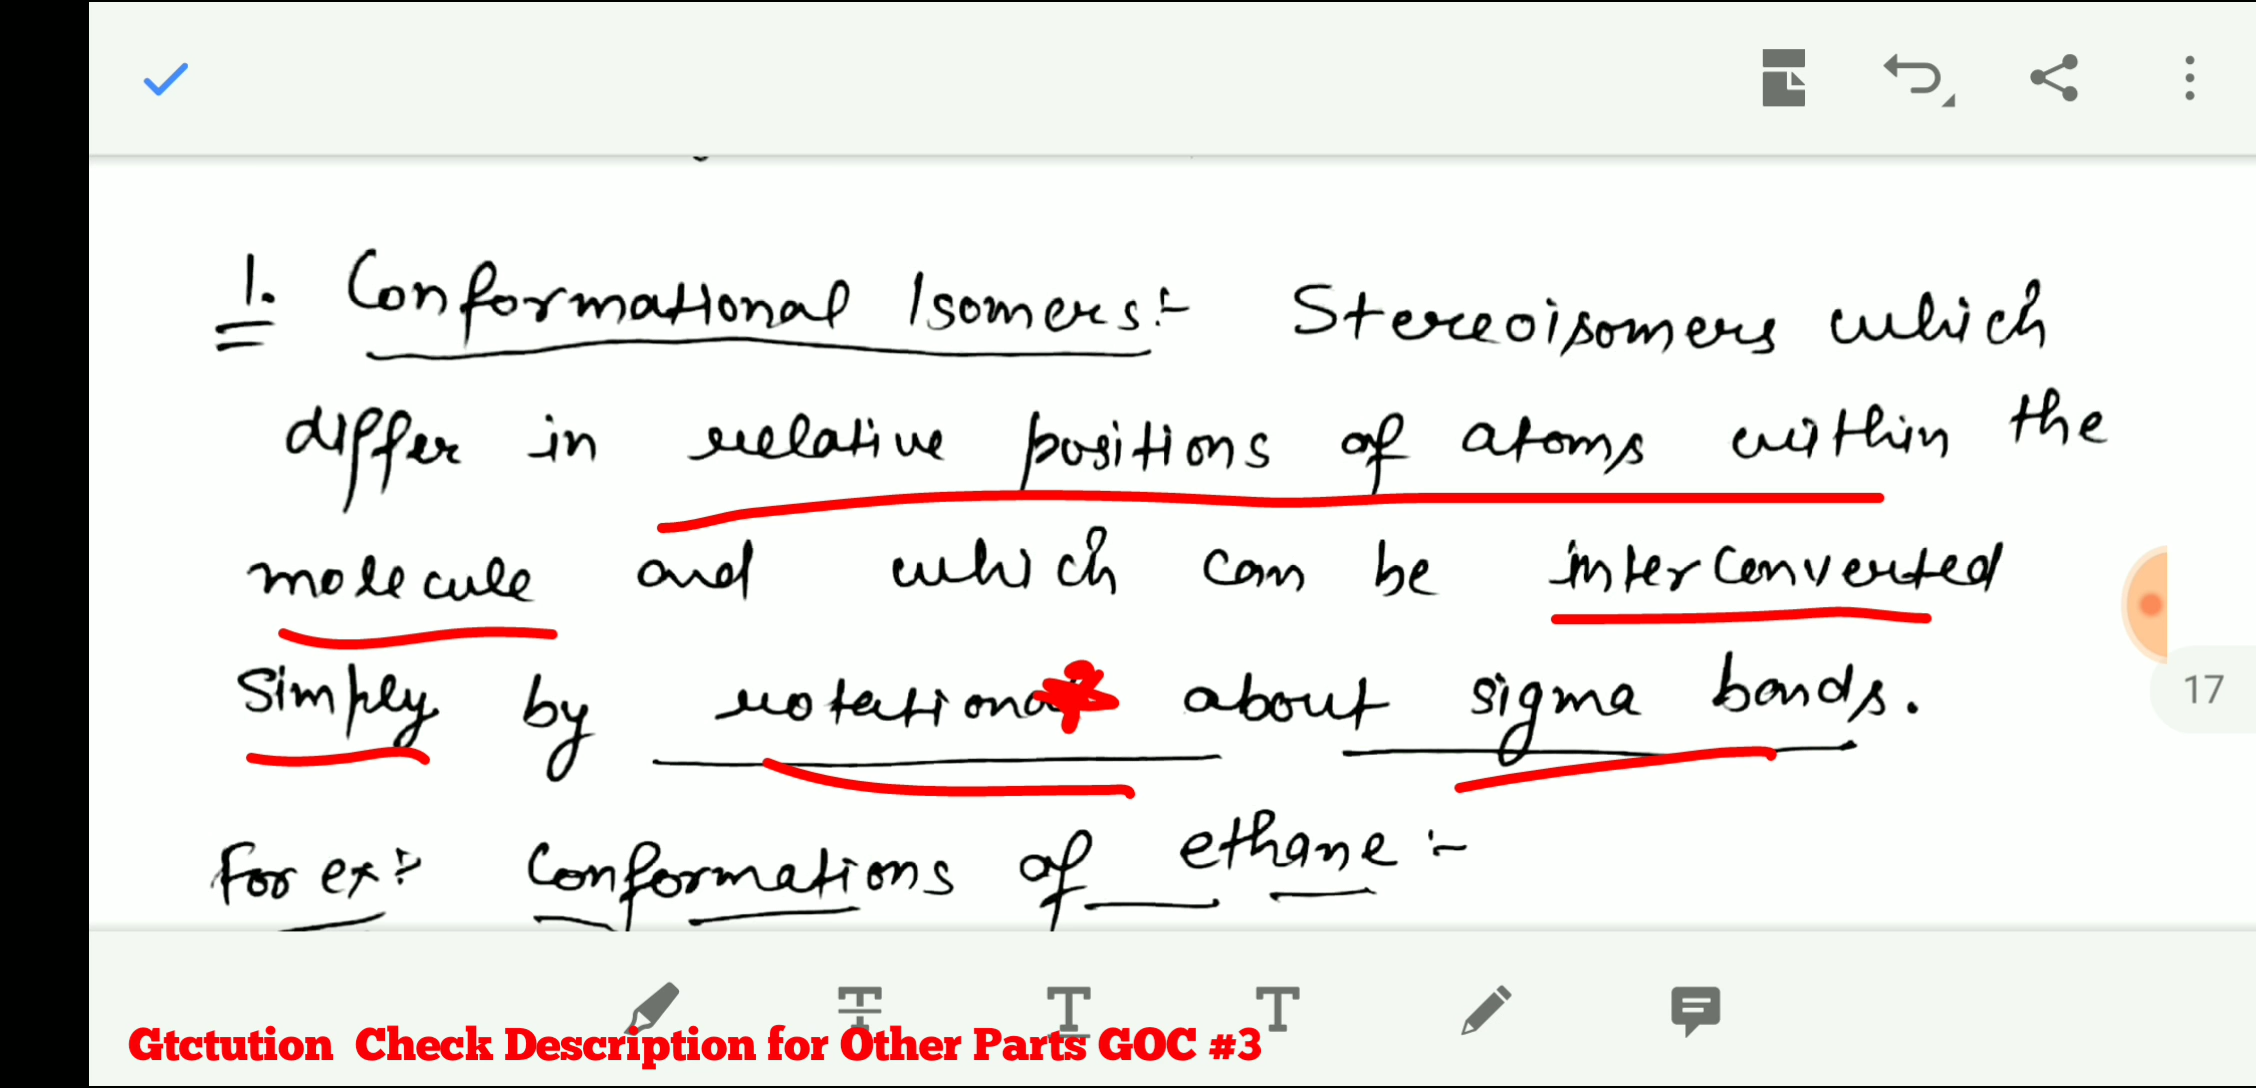 1. Conformational Isomers:- Stereoisomers which
differ in relative positions of atoms within the
molecule and which can be interconverted
Simply by rotation about sigma bonds.
17
For ex:- Conformations of ethane :-
Gtctution Check Description for Other Parts GOC #3